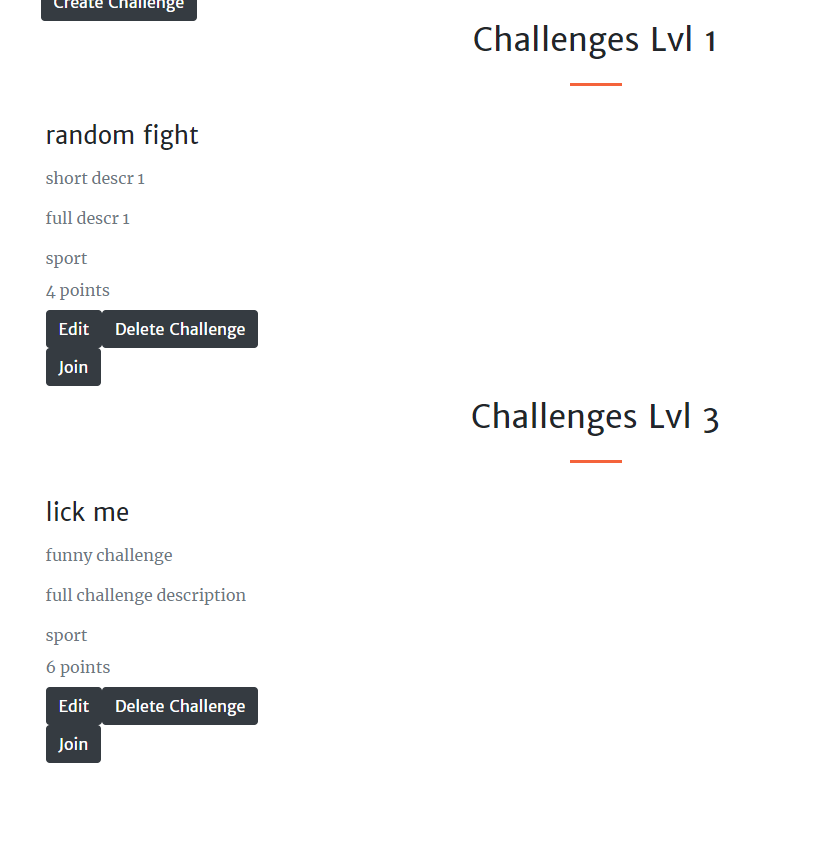 Create Challenge
Challenges Lvl 1
random fight
short descr 1
full descr 1
sport
4 points
Edit Delete Challenge
Join
Challenges Lvl 3
lick me
funny challenge
full challenge description
sport
6 points
Edit Delete Challenge
Join